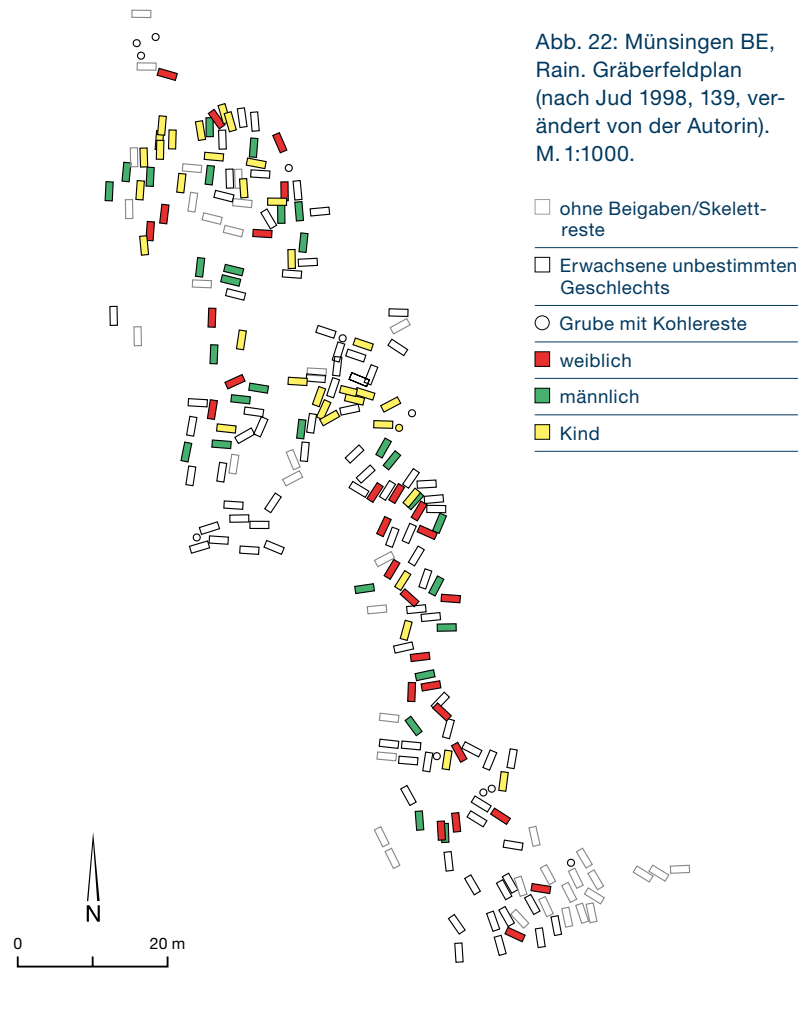 Abb. 22: Münsingen BE,
Rain. Gräberfeldplan
(nach Jud 1998, 139, ver-
ändert von der Autorin).
M. 1:1000.
ohne Beigaben/Skelett-
reste
Erwachsene unbestimmten
Geschlechts
Grube mit Kohlereste
weiblich
männlich
Kind
N
0 20 m